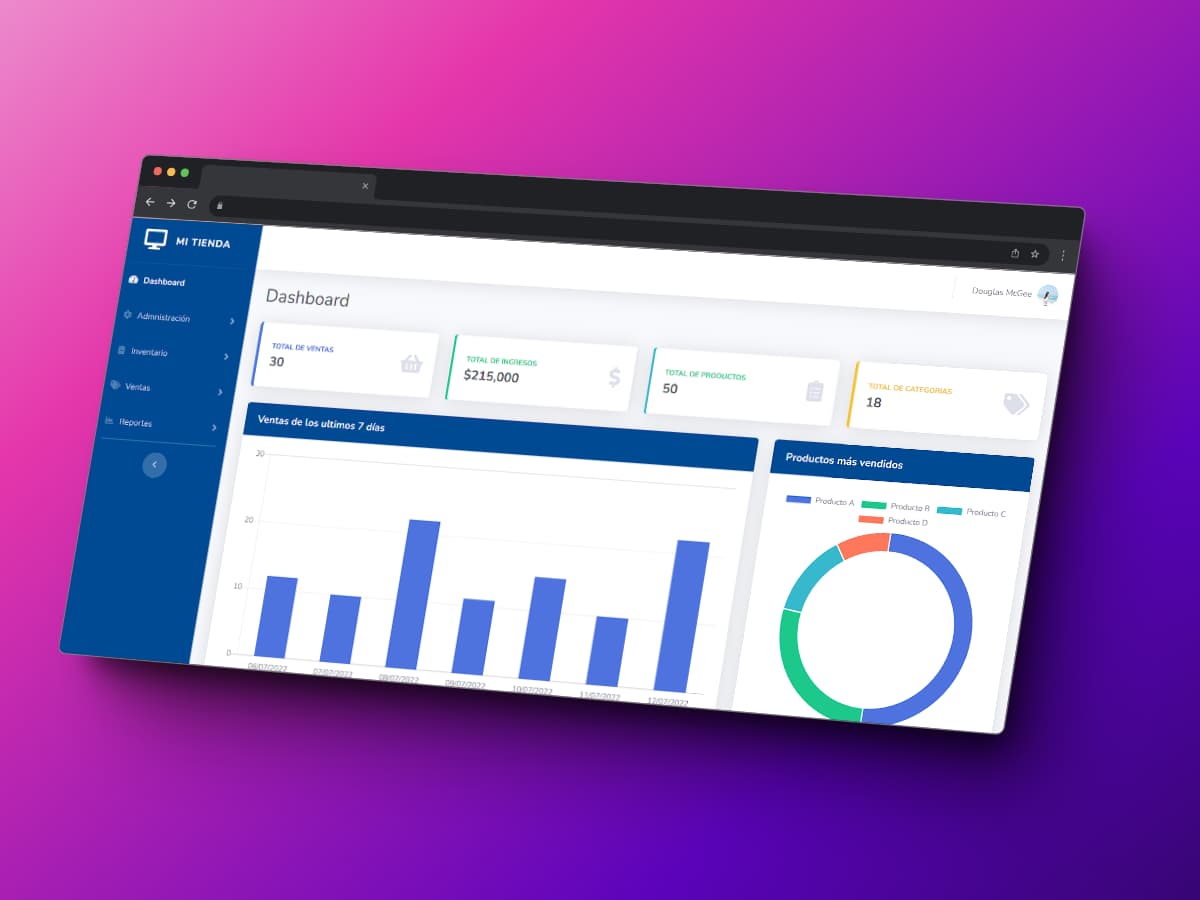 MI TIENDA
Dashboard
Administración
Inventario
Ventas
Reportes
Douglas McGee
Dashboard
TOTAL DE VENTAS
30
TOTAL DE INGRESOS
$215,000
TOTAL DE PRODUCTOS
50
TOTAL DE CATEGORIAS
18
Ventas de los ultimos 7 días
30
20
10
0
06/07/2022
07/07/2022
08/07/2022
09/07/2022
10/07/2022
11/07/2022
12/07/2022
Productos más vendidos
Producto A
Producto B
Producto C
Producto D